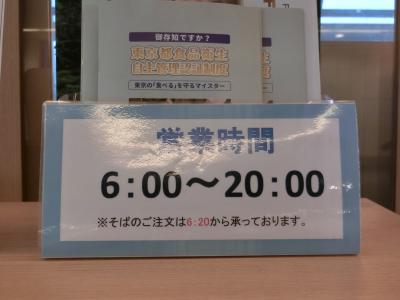 御存知ですか?
東京都食品衛生
自主管理認証制度
東京の「食べる」を守るマイスター
営業時間
6:00～20:00
※そばのご注文は6:20から承っております。